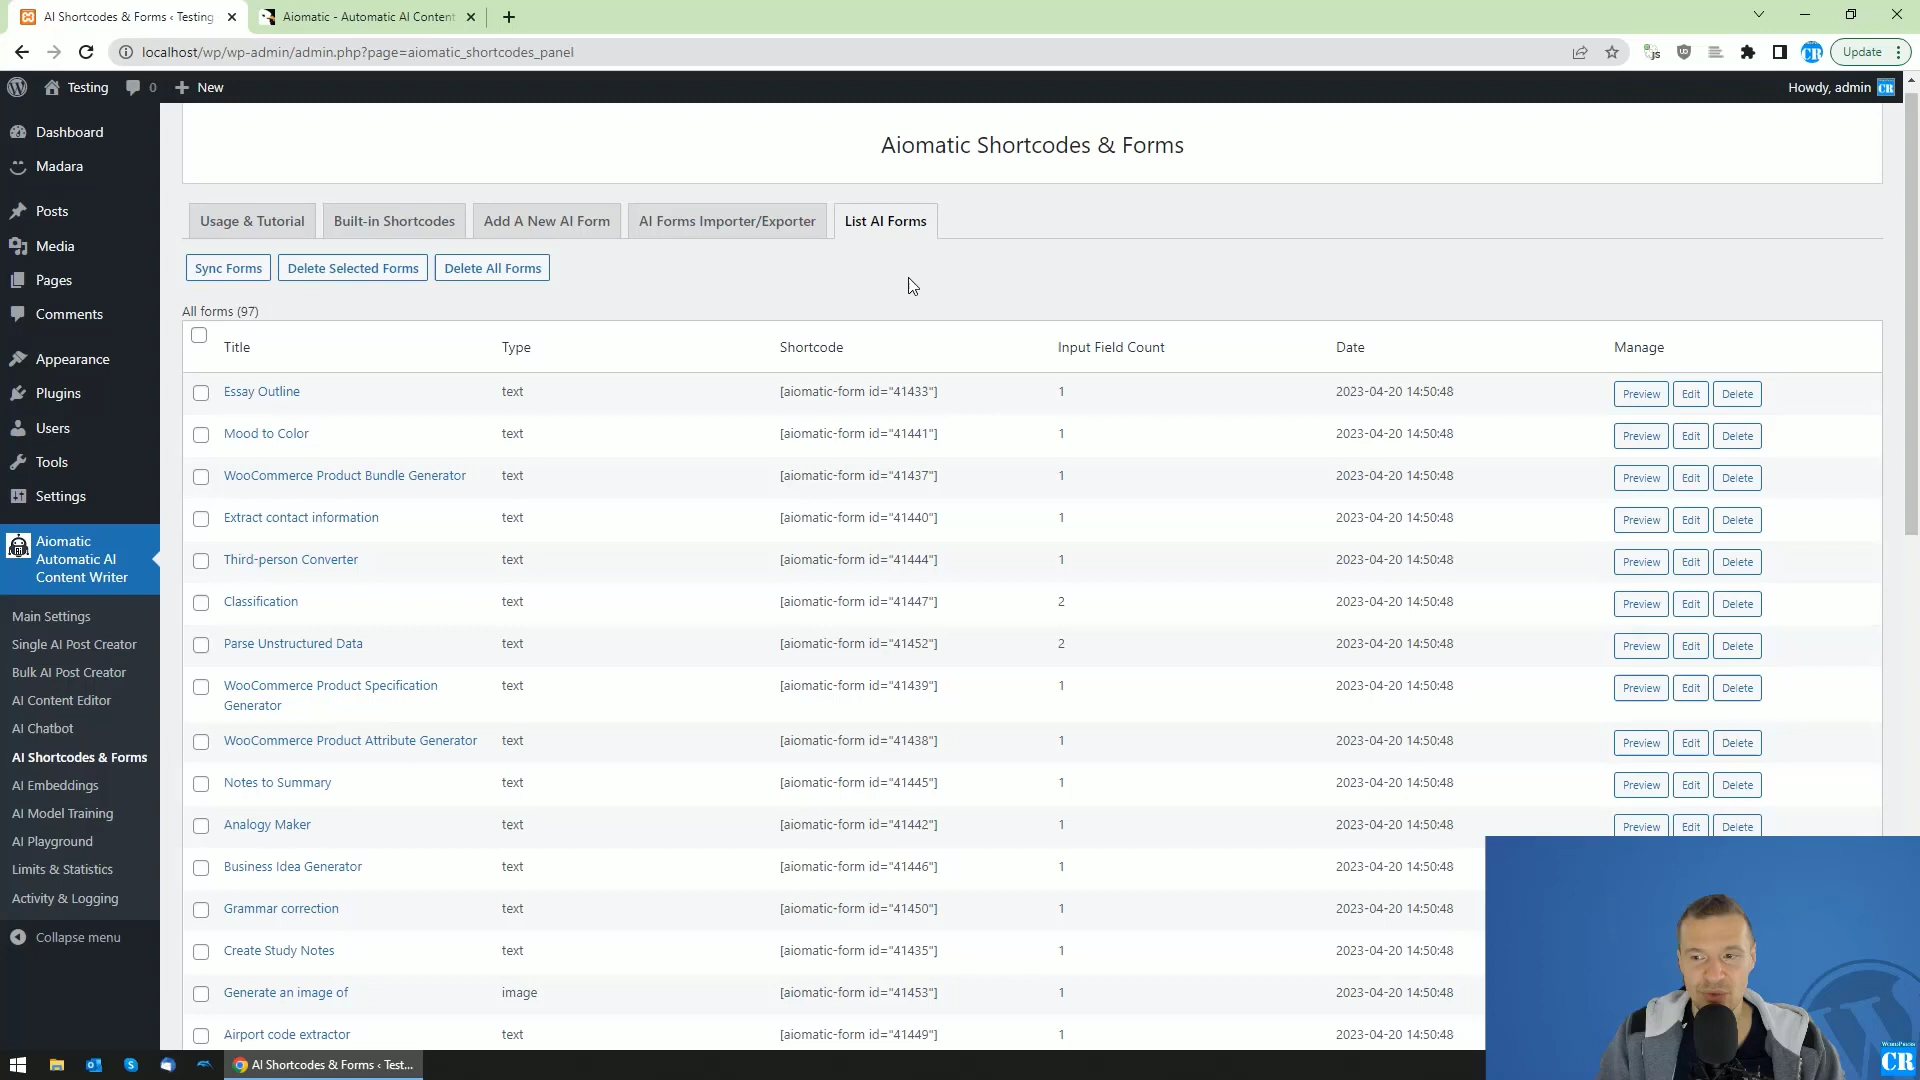 AI Shortcodes & Forms ‹ Testing
Aiomatic - Automatic AI Content
localhost/wp/wp-admin/admin.php?page=aiomatic_shortcodes_panel
Update
Testing
0
New
Howdy, admin
CR
Dashboard
Madara
Posts
Media
Pages
Comments
Appearance
Plugins
Users
Tools
Settings
Aiomatic
Automatic AI
Content Writer
Main Settings
Single AI Post Creator
Bulk AI Post Creator
AI Content Editor
AI Chatbot
AI Shortcodes & Forms
AI Embeddings
AI Model Training
AI Playground
Limits & Statistics
Activity & Logging
Collapse menu
Aiomatic Shortcodes & Forms
Usage & Tutorial Built-in Shortcodes Add A New AI Form AI Forms Importer/Exporter List AI Forms
Sync Forms Delete Selected Forms Delete All Forms
All forms (97)
Title Type Shortcode Input Field Count Date Manage
Essay Outline text [aiomatic-form id="41433"] 1 2023-04-20 14:50:48 Preview Edit Delete
Mood to Color text [aiomatic-form id="41441"] 1 2023-04-20 14:50:48 Preview Edit Delete
WooCommerce Product Bundle Generator text [aiomatic-form id="41437"] 1 2023-04-20 14:50:48 Preview Edit Delete
Extract contact information text [aiomatic-form id="41440"] 1 2023-04-20 14:50:48 Preview Edit Delete
Third-person Converter text [aiomatic-form id="41444"] 1 2023-04-20 14:50:48 Preview Edit Delete
Classification text [aiomatic-form id="41447"] 2 2023-04-20 14:50:48 Preview Edit Delete
Parse Unstructured Data text [aiomatic-form id="41452"] 2 2023-04-20 14:50:48 Preview Edit Delete
WooCommerce Product Specification text [aiomatic-form id="41439"] 1 2023-04-20 14:50:48 Preview Edit Delete
Generator
WooCommerce Product Attribute Generator text [aiomatic-form id="41438"] 1 2023-04-20 14:50:48 Preview Edit Delete
Notes to Summary text [aiomatic-form id="41445"] 1 2023-04-20 14:50:48 Preview Edit Delete
Analogy Maker text [aiomatic-form id="41442"] 1 2023-04-20 14:50:48 Preview Edit Delete
Business Idea Generator text [aiomatic-form id="41446"] 1 2023-04-20 14:50:48
Grammar correction text [aiomatic-form id="41450"] 1 2023-04-20 14:50:48
Create Study Notes text [aiomatic-form id="41435"] 1 2023-04-20 14:50:48
Generate an image of image [aiomatic-form id="41453"] 1 2023-04-20 14:50:48
Airport code extractor text [aiomatic-form id="41449"] 1 2023-04-20 14:50:48
WORDPRESS
CR
AI Shortcodes & Forms ‹ Test...